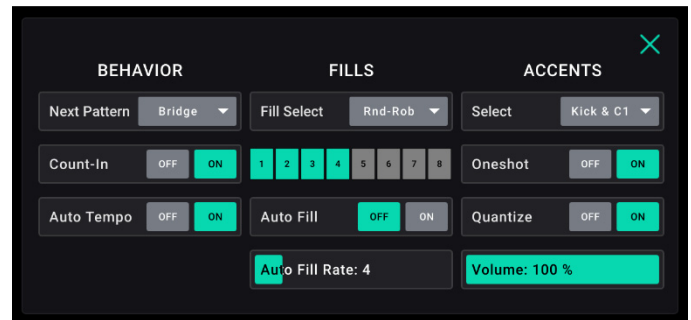 BEHAVIOR FILLS ACCENTS
Next Pattern Bridge Fill Select Rnd-Rob Select Kick & C1
Count-In OFF ON 1 2 3 4 5 6 7 8 Oneshot OFF ON
Auto Tempo OFF ON Auto Fill OFF ON Quantize OFF ON
Auto Fill Rate: 4 Volume: 100 %